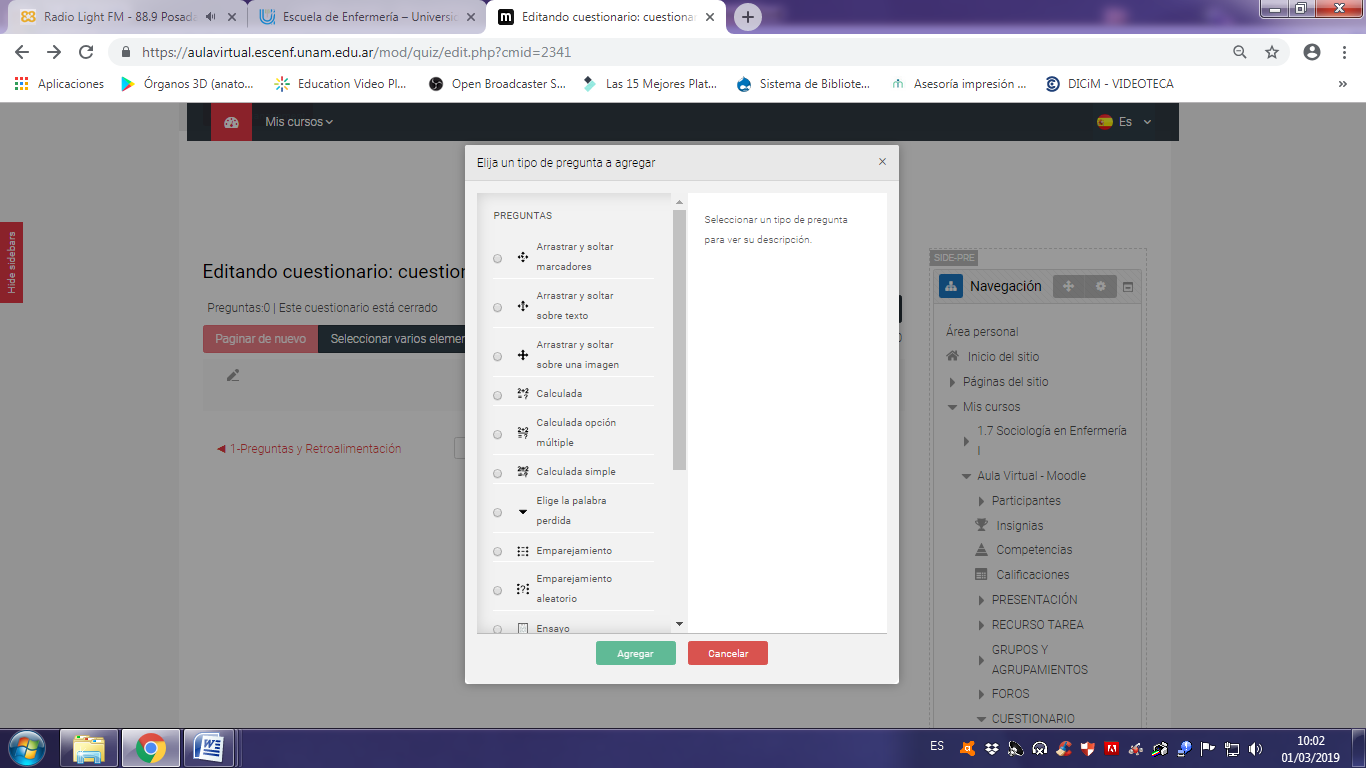 Radio Light FM - 88.9 Posada
Escuela de Enfermería – Universi
Editando cuestionario: cuestiona
https://aulavirtual.escenf.unam.edu.ar/mod/quiz/edit.php?cmid=2341
Aplicaciones
Órganos 3D (anato...
Education Video Pl...
Open Broadcaster S...
Las 15 Mejores Plat...
Sistema de Bibliote...
Asesoría impresión ...
DICiM - VIDEOTECA
»
Mis cursos
Es
Hide sidebars
Editando cuestionario: cuestion
Preguntas:0 | Este cuestionario está cerrado
Paginar de nuevo
Seleccionar varios elemen
1-Preguntas y Retroalimentación
Elija un tipo de pregunta a agregar
PREGUNTAS
Arrastrar y soltar
marcadores
Arrastrar y soltar
sobre texto
Arrastrar y soltar
sobre una imagen
Calculada
Calculada opción
múltiple
Calculada simple
Elige la palabra
perdida
Emparejamiento
Emparejamiento
aleatorio
Ensayo
Seleccionar un tipo de pregunta
para ver su descripción.
Agregar
Cancelar
SIDE-PRE
Navegación
Área personal
Inicio del sitio
Páginas del sitio
Mis cursos
1.7 Sociología en Enfermería
I
Aula Virtual - Moodle
Participantes
Insignias
Competencias
Calificaciones
PRESENTACIÓN
RECURSO TAREA
GRUPOS Y
AGRUPAMIENTOS
FOROS
CUESTIONARIO
ES
10:02
01/03/2019